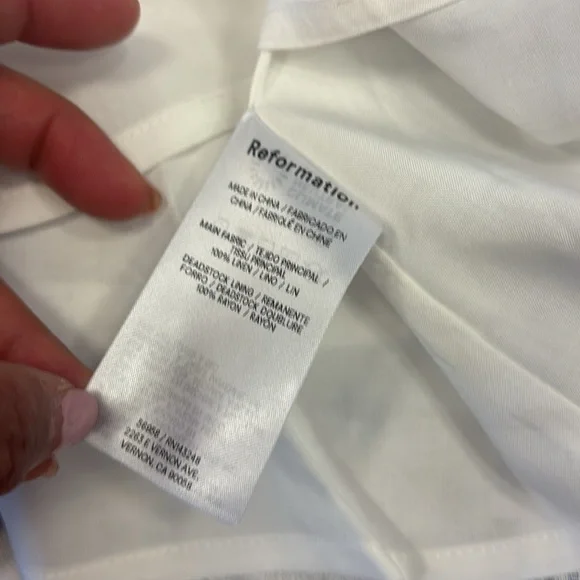 Reformation
MADE IN CHINA / FABRICADO EN
CHINA / FABRIQUÉ EN CHINE
MAIN FABRIC / TEJIDO PRINCIPAL /
TISSU PRINCIPAL
100% LINEN / LINO / LIN
DEADSTOCK LINING / REMANENTE
FORRO / DEADSTOCK DOUBLURE
100% RAYON / RAYÓN
/ RN143248
2263 E VERNON AVE,
VERNON, CA 90058